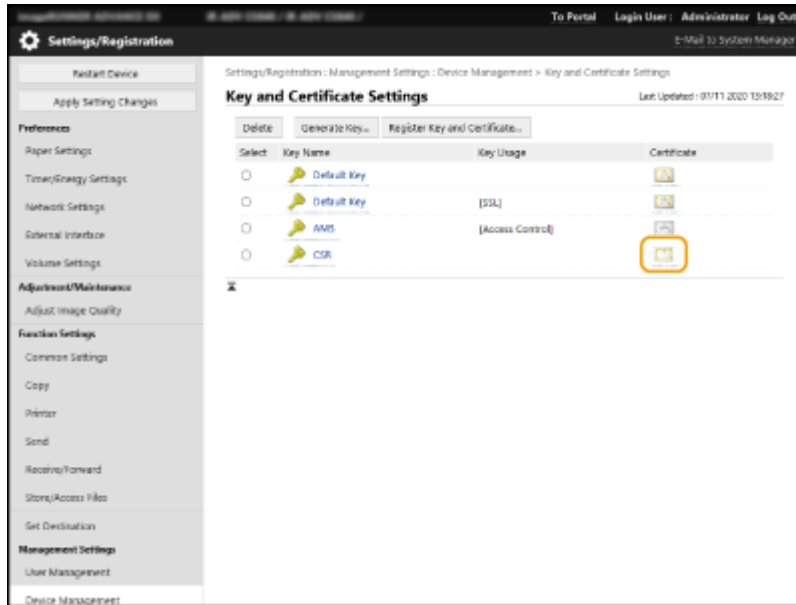 To Portal Login User : Administrator Log Out
Settings/Registration
E-Mail to System Manager
Restart Device
Apply Setting Changes
Preferences
Paper Settings
Timer/Energy Settings
Network Settings
External Interface
Volume Settings
Adjustment/Maintenance
Adjust Image Quality
Function Settings
Common Settings
Copy
Printer
Send
Receive/Forward
Store/Access Files
Set Destination
Management Settings
User Management
Device Management
Settings/Registration : Management Settings : Device Management > Key and Certificate Settings
Key and Certificate Settings
Last Updated : 01/11 2020 13:18:27
Delete Generate Key... Register Key and Certificate...
Select Key Name Key Usage Certificate
Default Key
Default Key [SSL]
AMS [Access Control]
CSR